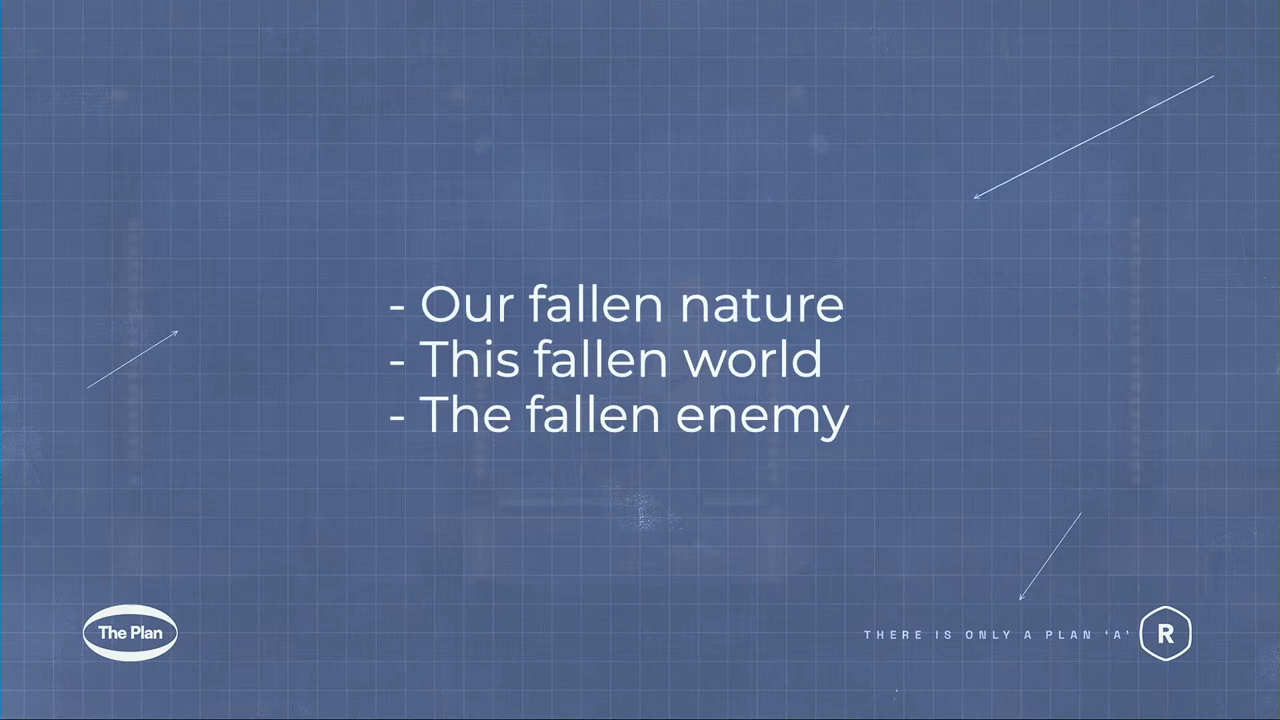 - Our fallen nature
- This fallen world
- The fallen enemy
The Plan
THERE IS ONLY A PLAN ‘A’
R